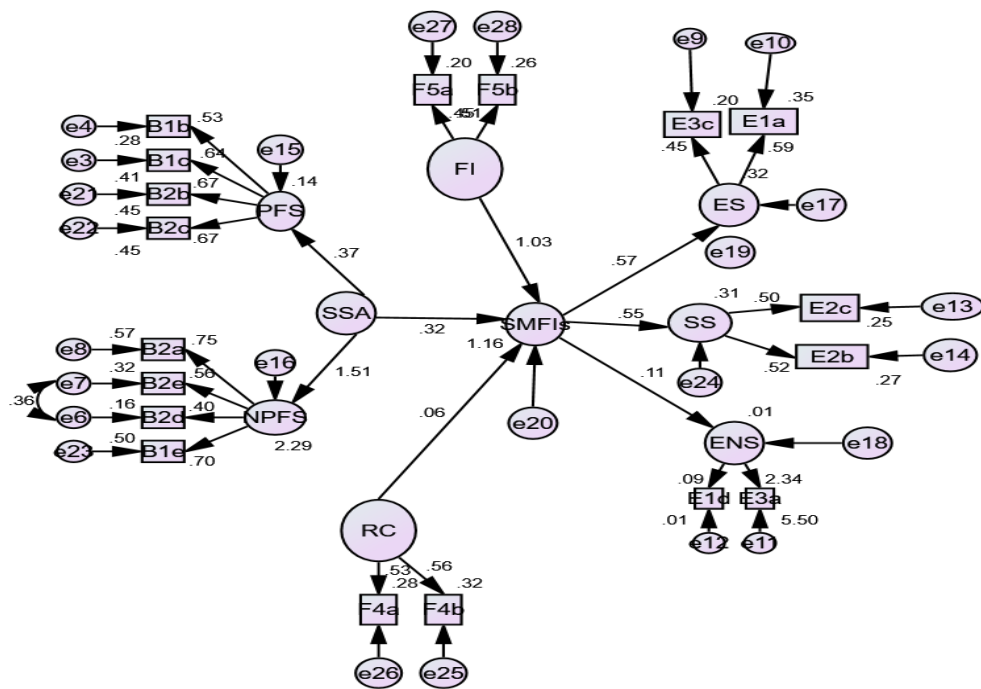 e27
e28
.20
.26
F5a
F5b
.45
.51
FI
1.03
e9
e10
.20
.35
E3c
E1a
.45
.59
.32
ES
e17
e19
.57
e4
B1b
.53
.28
e3
B1c
.64
.41
e21
B2b
.67
.45
e22
B2c
.67
.45
e15
.14
PFS
.37
SSA
.32
SMFIs
1.16
.55
.31
SS
.50
E2c
e13
.25
.52
E2b
e14
.27
e24
e8
.57
B2a
.75
e7
.32
B2e
.56
.36
e6
.16
B2d
.40
e23
.50
B1e
.70
e16
NPFS
2.29
1.51
.06
e20
.11
.01
ENS
e18
.09
2.34
E1d
E3a
.01
5.50
e12
e11
RC
.53
.56
.28
.32
F4a
F4b
e26
e25